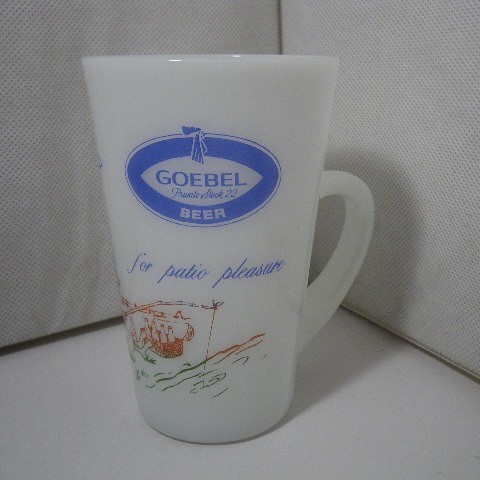 GOEBEL
Private Stock 22
BEER
for patio pleasure